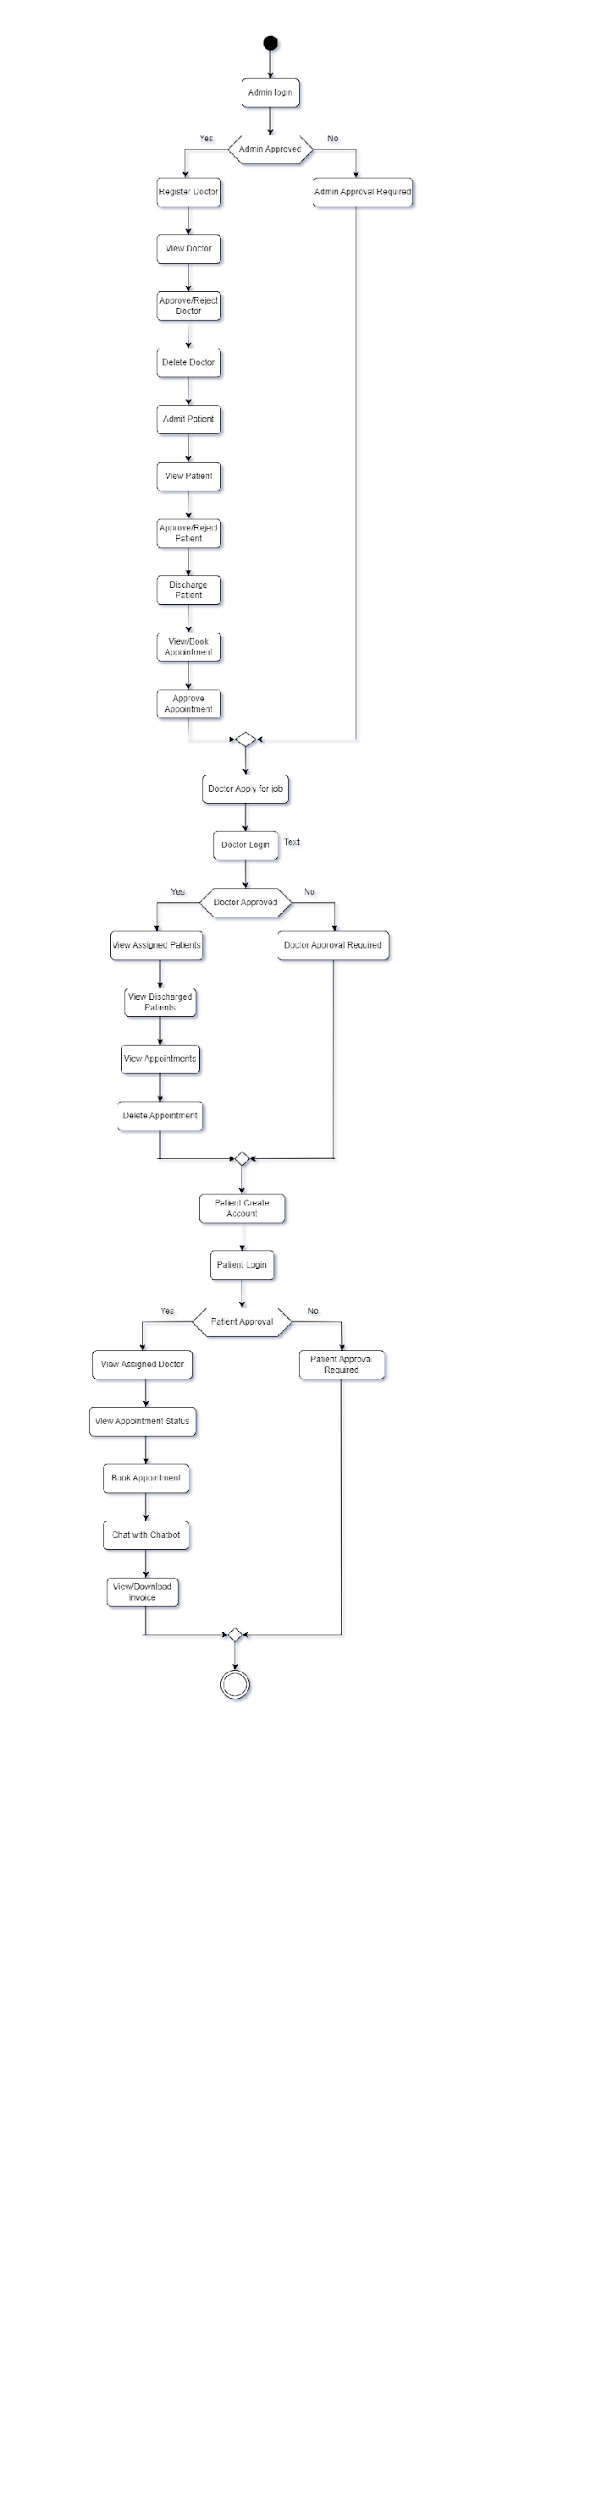 Admin login
Yes
No
Admin Approved
Register Doctor
Admin Approval Required
View Doctor
Approve/Reject
Doctor
Delete Doctor
Admit Patient
View Patient
Approve/Reject
Patient
Discharge
Patient
View/Book
Appointment
Approve
Appointment
Doctor Apply for job
Doctor Login
Text
Yes
No
Doctor Approved
View Assigned Patients
Doctor Approval Required
View Discharged
Patients
View Appointments
Delete Appointment
Patient Create
Account
Patient Login
Yes
No
Patient Approval
View Assigned Doctor
Patient Approval
Required
View Appointment Status
Book Appointment
Chat with Chatbot
View/Download
invoice